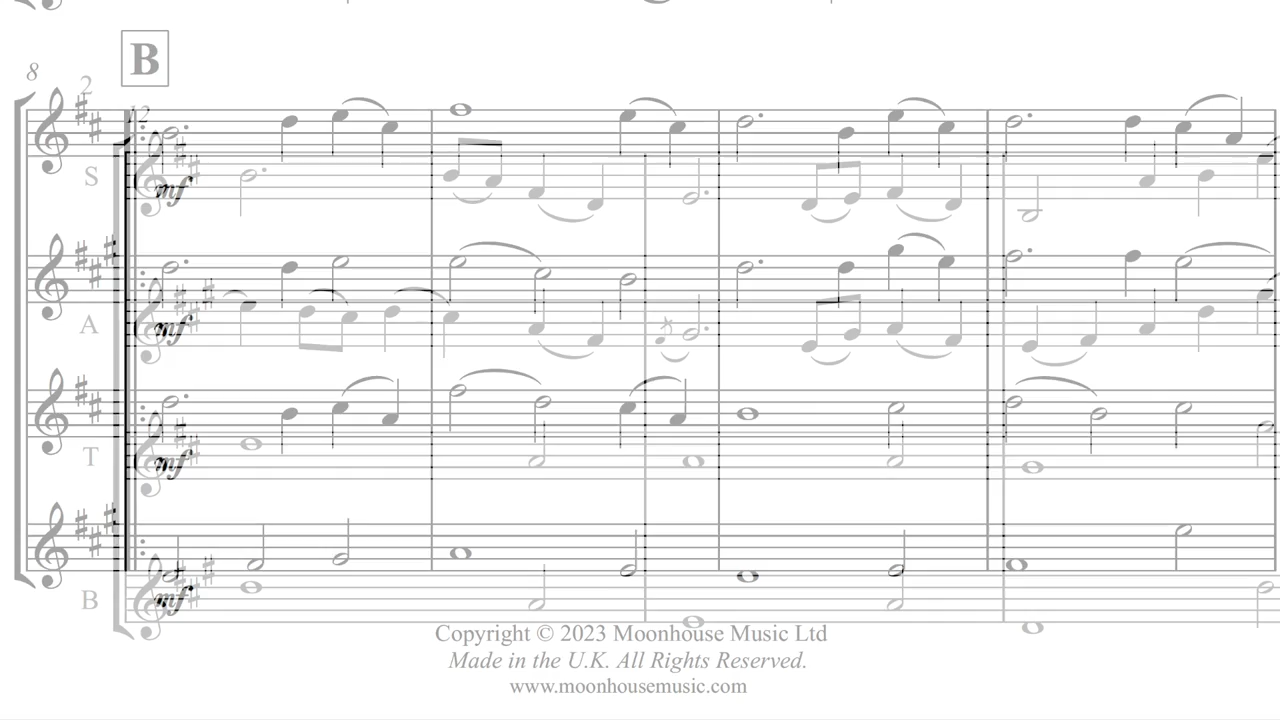 B
8
2
12
S
mf
A
mf
T
mf
B
mf
Copyright © 2023 Moonhouse Music Ltd
Made in the U.K. All Rights Reserved.
www.moonhousemusic.com